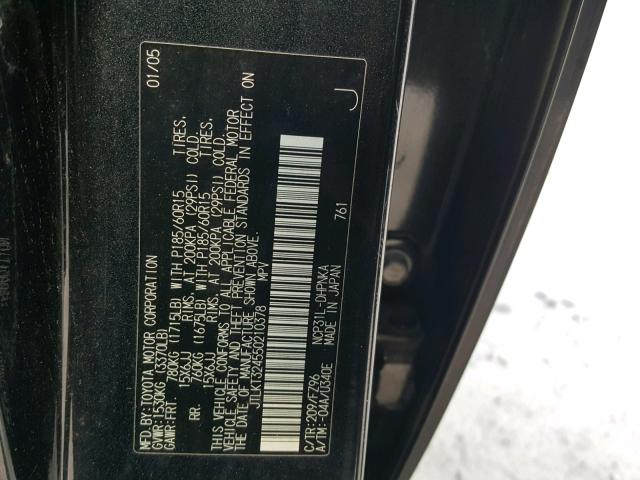 MFD. BY:TOYOTA MOTOR CORPORATION 01/05
GVWR:1530KG (3370LB)
GAWR:FRT. 780KG (1715LB) WITH P185/60R15 TIRES.
15X6JJ RIMS. AT 200KPA (29PSI) COLD.
RR. 760KG (1675LB) WITH P185/60R15 TIRES.
15X6JJ RIMS. AT 200KPA (29PSI) COLD.
THIS VEHICLE CONFORMS TO ALL APPLICABLE FEDERAL MOTOR
VEHICLE SAFETY AND THEFT PREVENTION STANDARDS IN EFFECT ON
THE DATE OF MANUFACTURE SHOWN ABOVE.
JTLKT324550210378 MPV
J
761
C/TR:209/FZ96 NCP31L-DHPNKA
A/TM:-04A/U340E MADE IN JAPAN